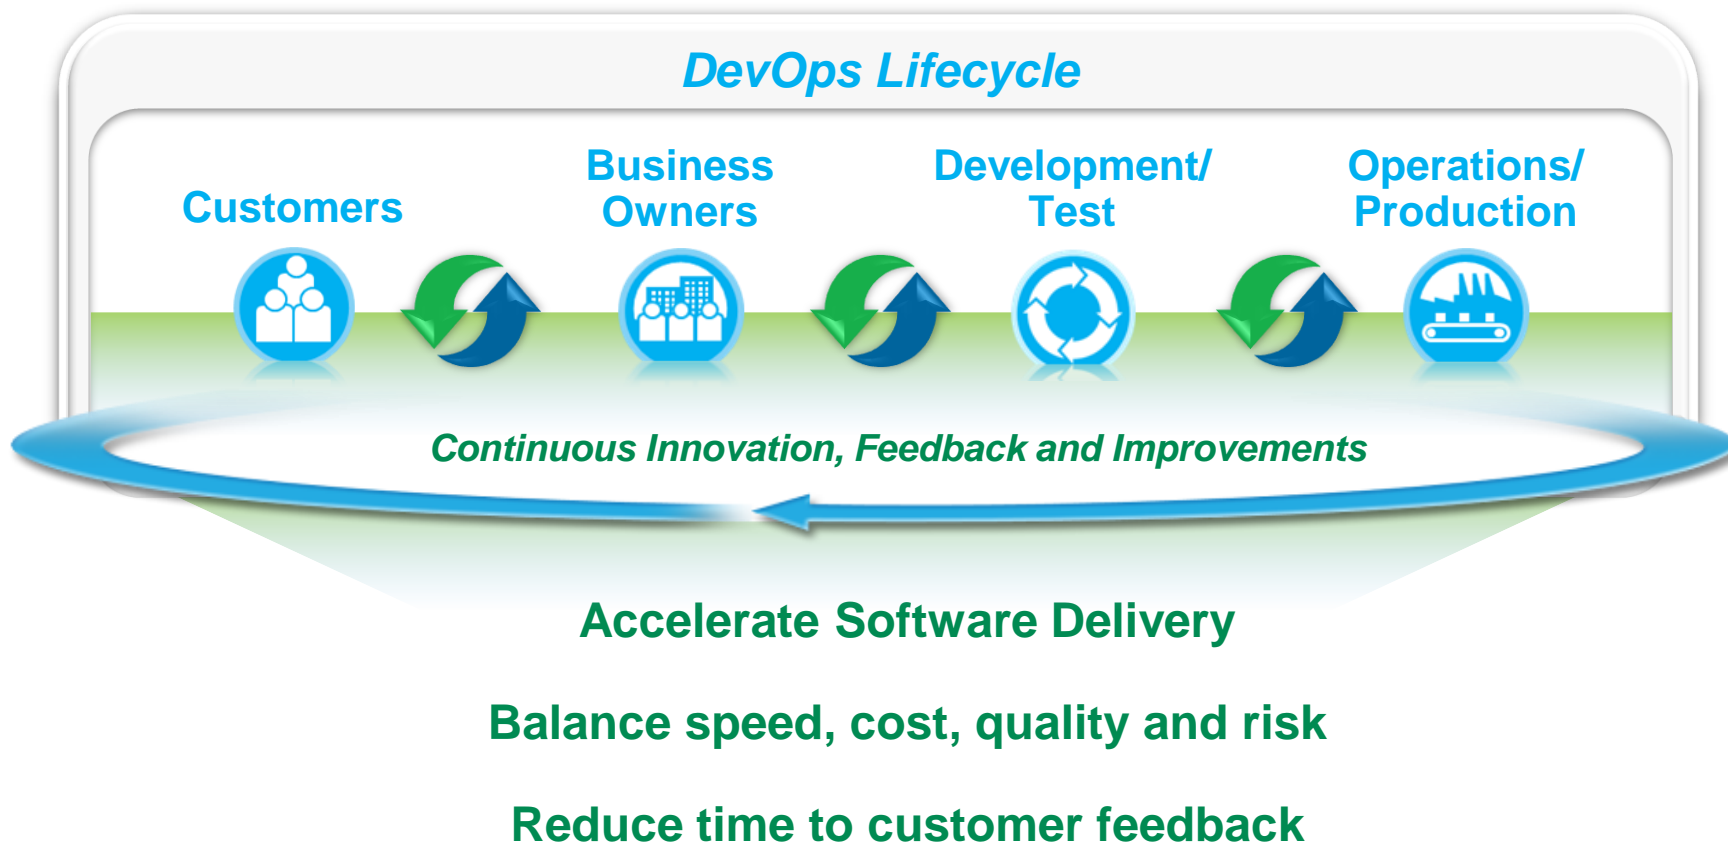 DevOps Lifecycle
Customers
Business
Owners
Development/
Test
Operations/
Production
Continuous Innovation, Feedback and Improvements
Accelerate Software Delivery
Balance speed, cost, quality and risk
Reduce time to customer feedback